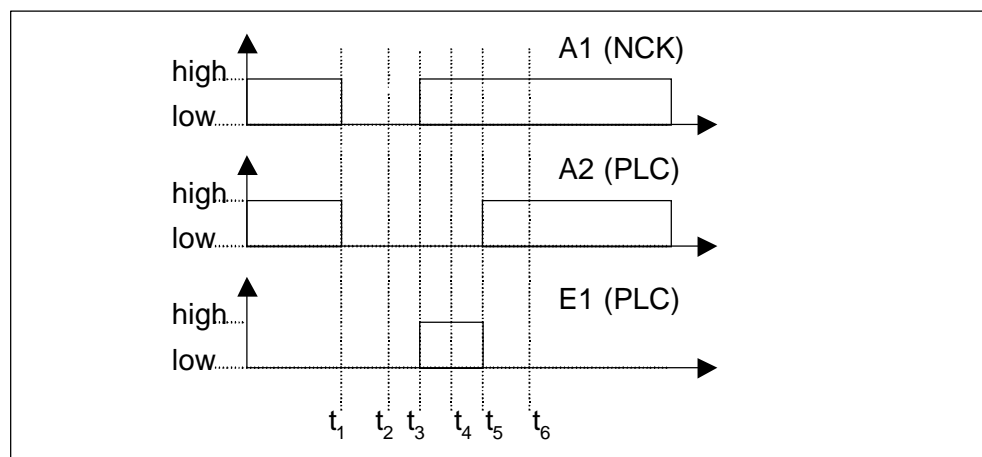 A1 (NCK)
high
low
A2 (PLC)
high
low
E1 (PLC)
high
low
t1 t2 t3 t4 t5 t6